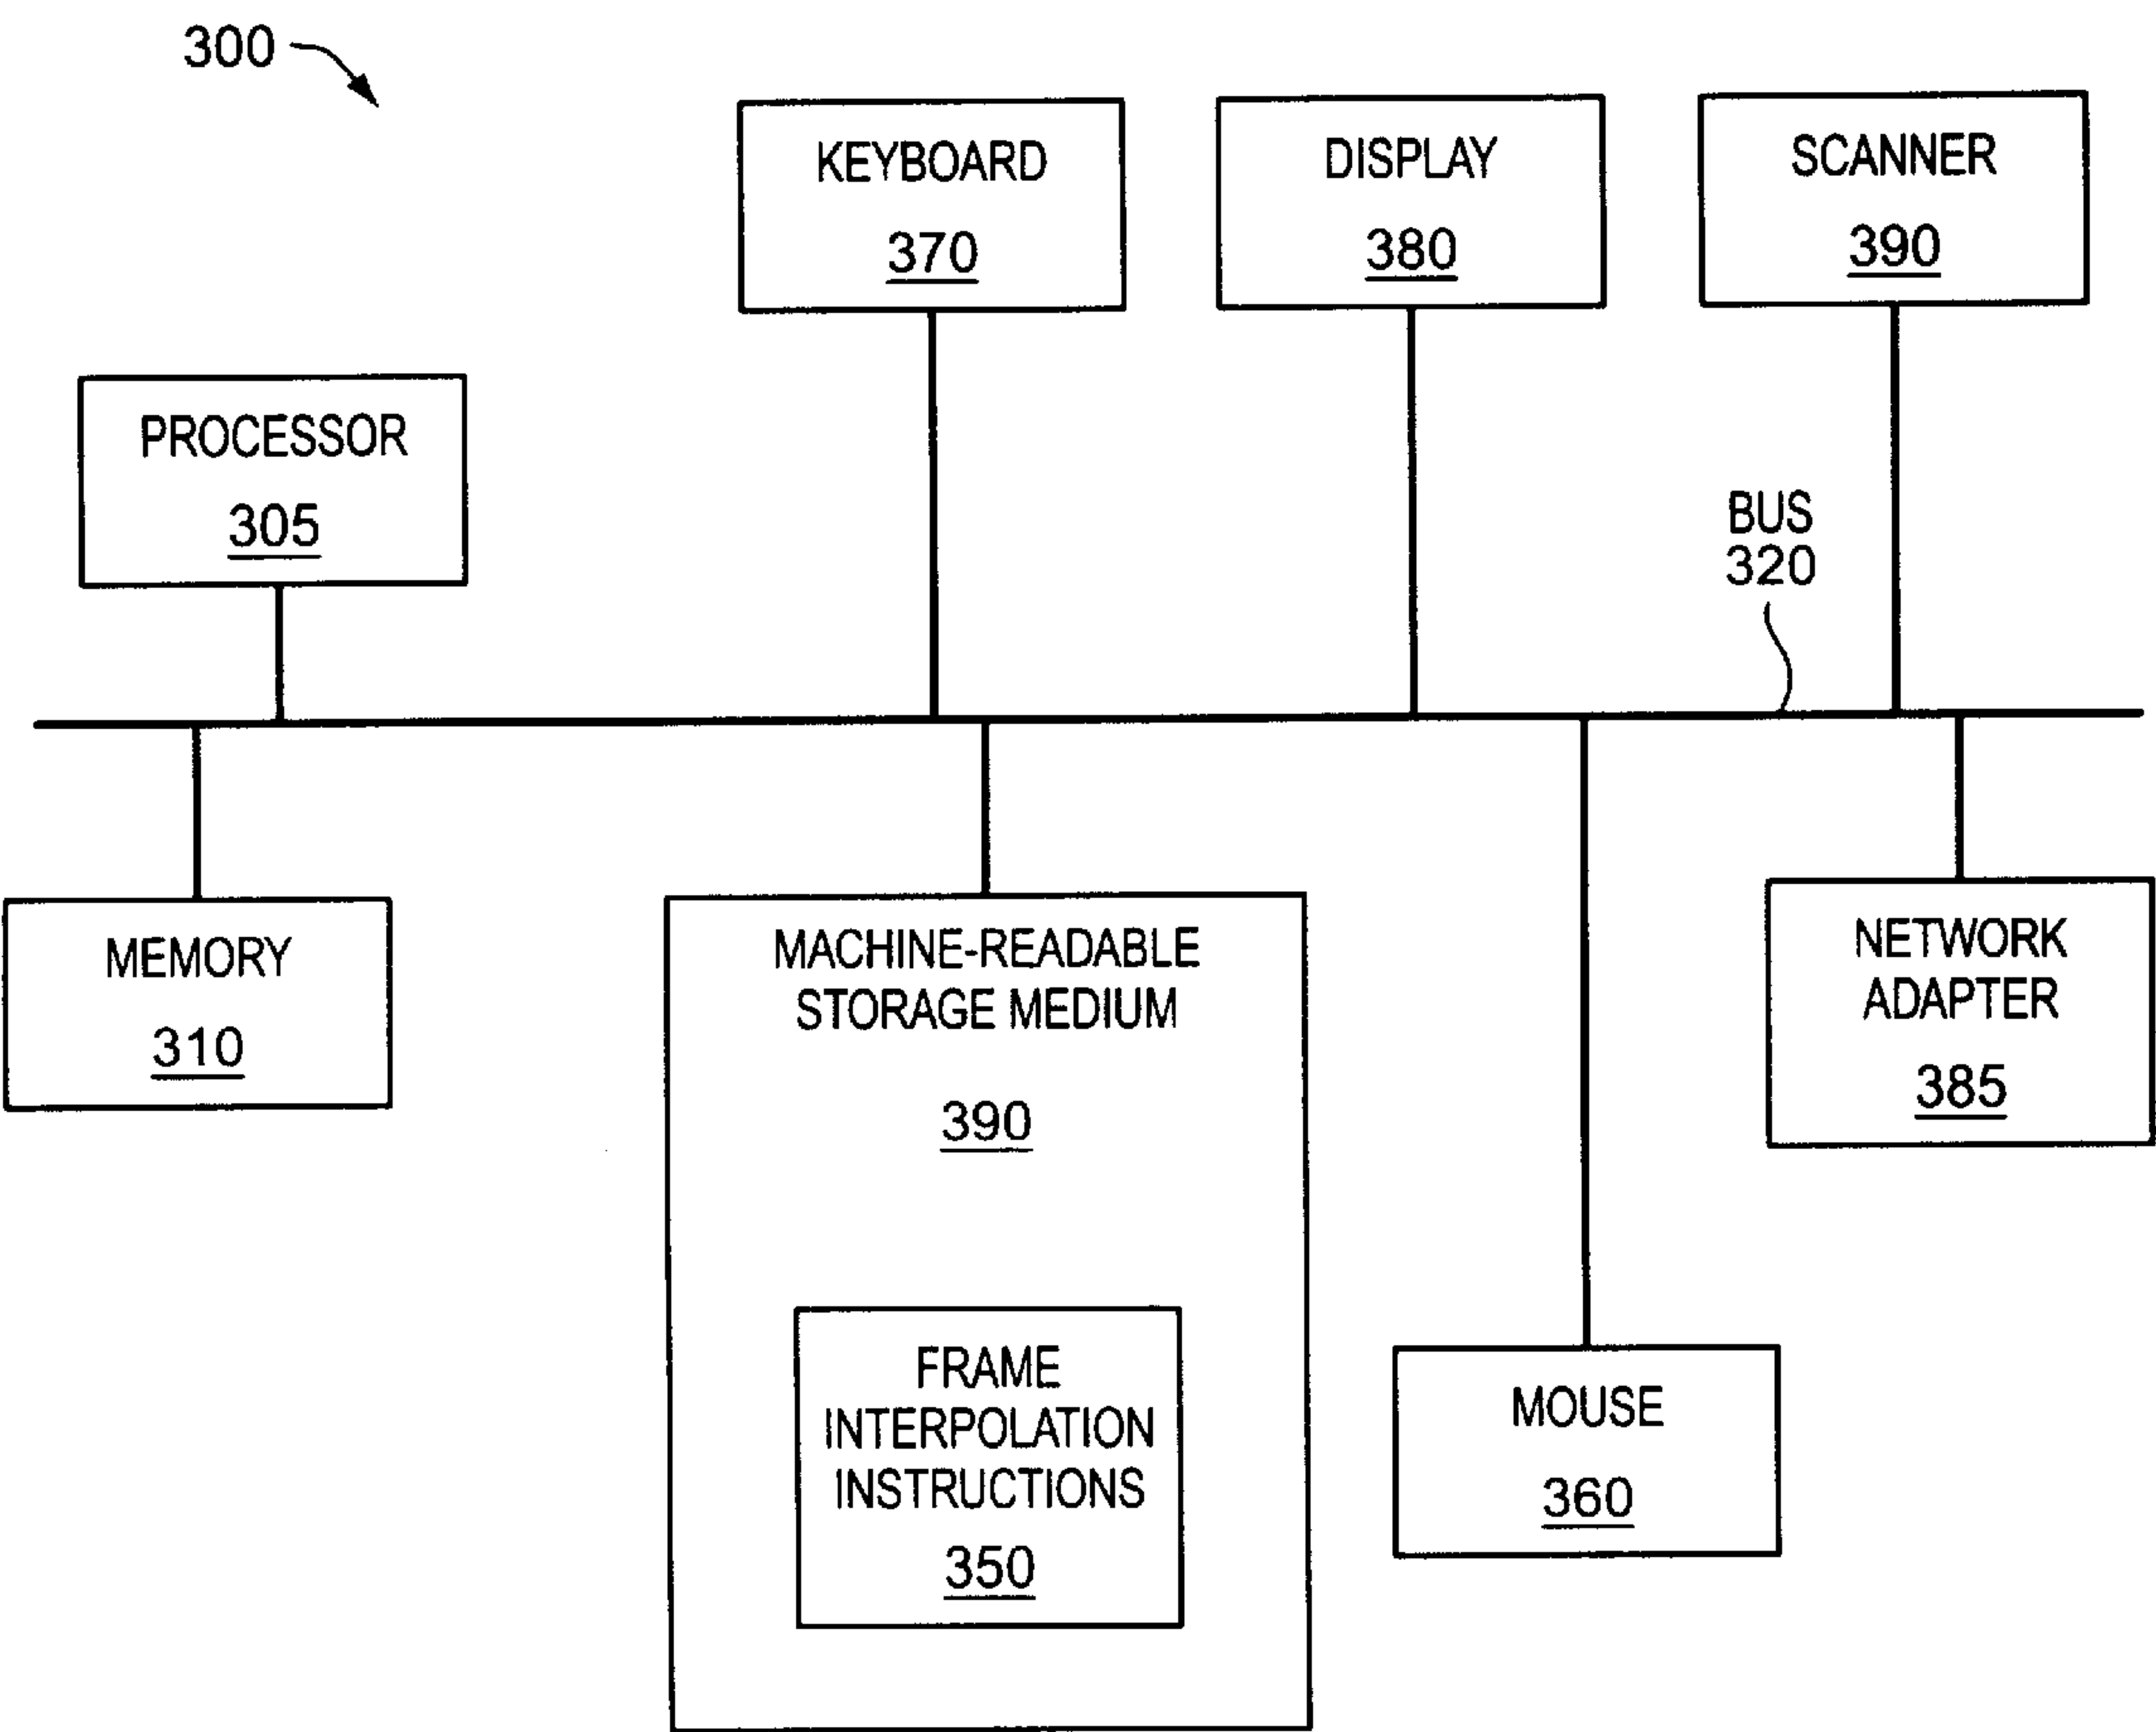 300
KEYBOARD
370
DISPLAY
380
SCANNER
390
PROCESSOR
305
BUS
320
MEMORY
310
MACHINE-READABLE
STORAGE MEDIUM
390
FRAME
INTERPOLATION
INSTRUCTIONS
350
MOUSE
360
NETWORK
ADAPTER
385